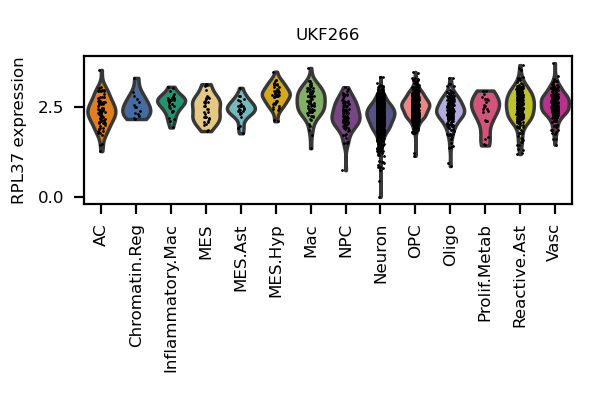 UKF266
RPL37 expression
2.5
0.0
AC
Chromatin.Reg
Inflammatory.Mac
MES
MES.Ast
MES.Hyp
Mac
NPC
Neuron
OPC
Oligo
Prolif.Metab
Reactive.Ast
Vasc